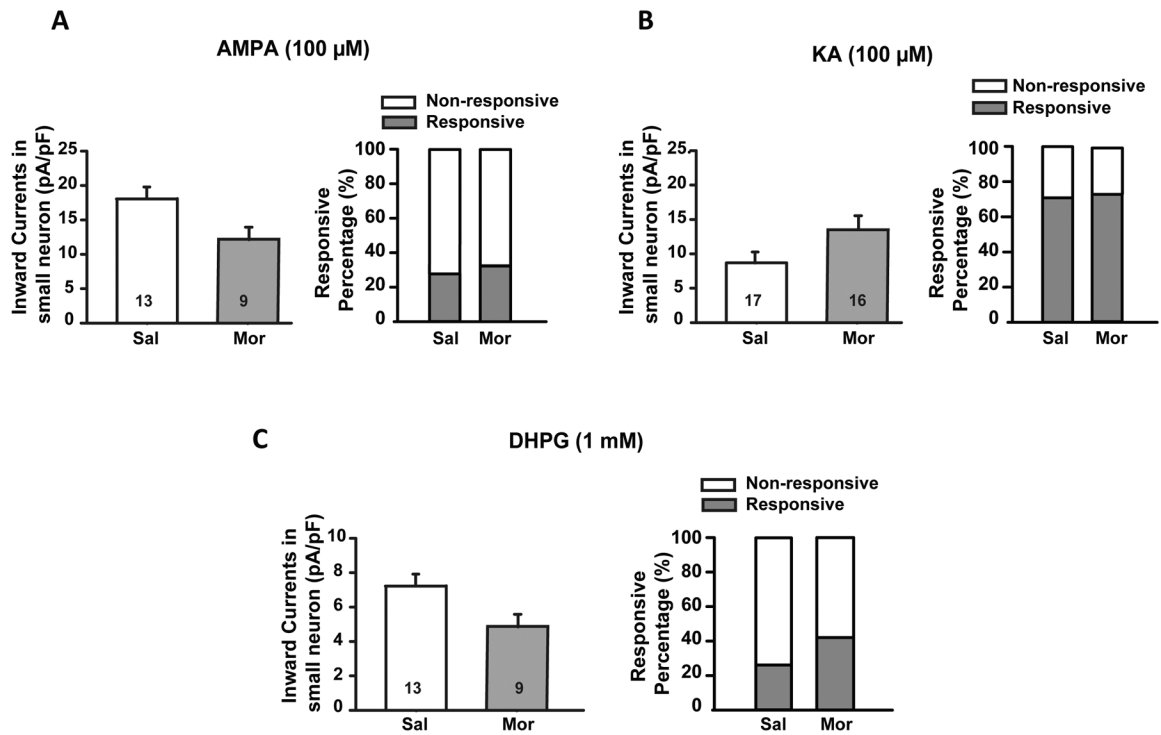 A
AMPA (100 µM)
Inward Currents in
small neuron (pA/pF)
25
20
15
10
5
0
13
9
Sal
Mor
Non-responsive
Responsive
Responsive
Percentage (%)
100
80
60
40
20
0
Sal
Mor
B
KA (100 µM)
Inward Currents in
small neuron (pA/pF)
25
20
15
10
5
0
17
16
Sal
Mor
Non-responsive
Responsive
Responsive
Percentage (%)
100
80
60
40
20
0
Sal
Mor
C
DHPG (1 mM)
Inward Currents in
small neuron (pA/pF)
8
6
4
2
0
13
9
Sal
Mor
Non-responsive
Responsive
Responsive
Percentage (%)
100
80
60
40
20
0
Sal
Mor